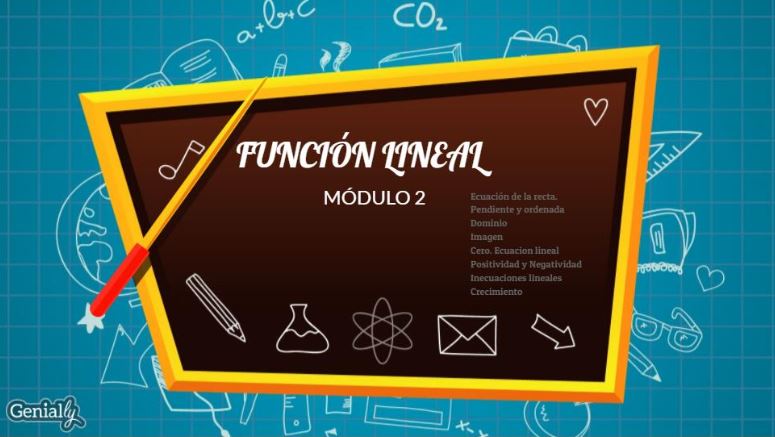 a+b+c
CO2
FUNCIÓN LINEAL
MÓDULO 2
Ecuación de la recta.
Pendiente y ordenada
Dominio
Imagen
Cero. Ecuacion lineal
Positividad y Negatividad
Inecuaciones lineales
Crecimiento
Genially